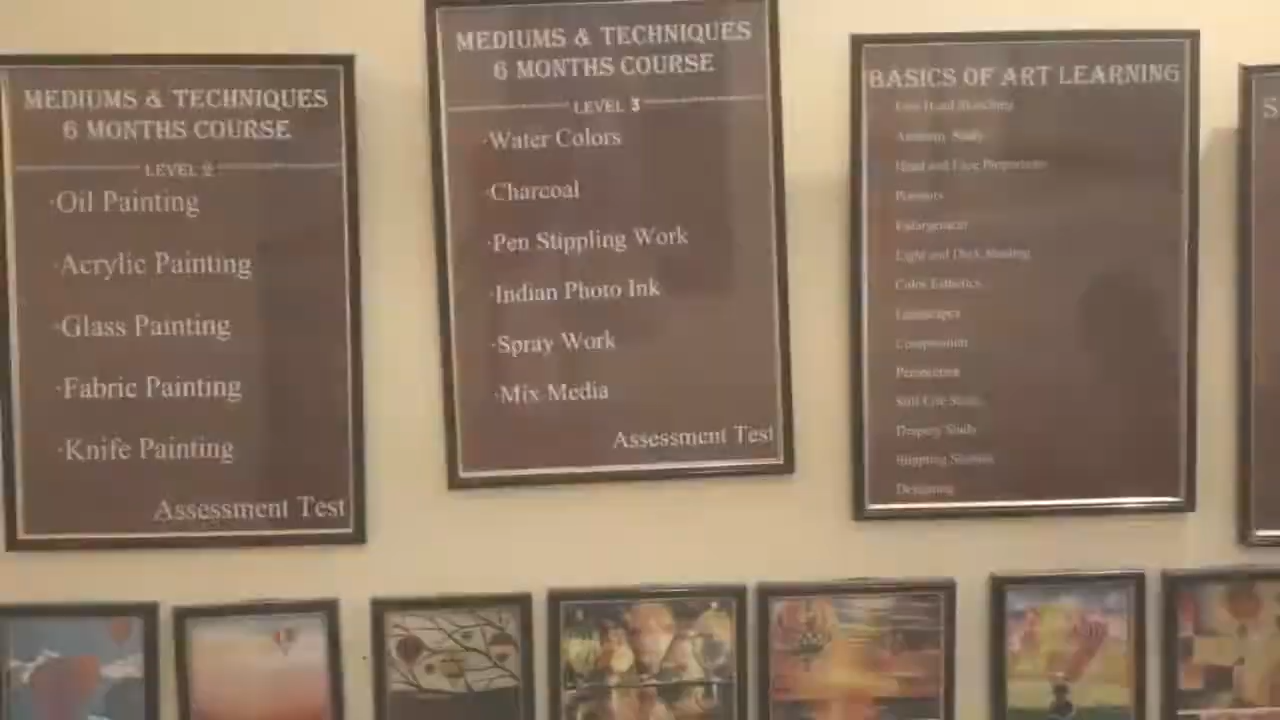 MEDIUMS & TECHNIQUES
6 MONTHS COURSE
LEVEL 2
·Oil Painting
·Acrylic Painting
·Glass Painting
·Fabric Painting
·Knife Painting
Assessment Test
MEDIUMS & TECHNIQUES
6 MONTHS COURSE
LEVEL 3
·Water Colors
·Charcoal
·Pen Stippling Work
·Indian Photo Ink
·Spray Work
·Mix Media
Assessment Test
BASICS OF ART LEARNING
Free Hand Sketching
Anatomy Study
Head and Face Proportions
Enlargement
Light and Dark Shading
Color Esthetics
Landscapes
Composition
Perspective
Still Life Study
Drapery Study
Designing
S